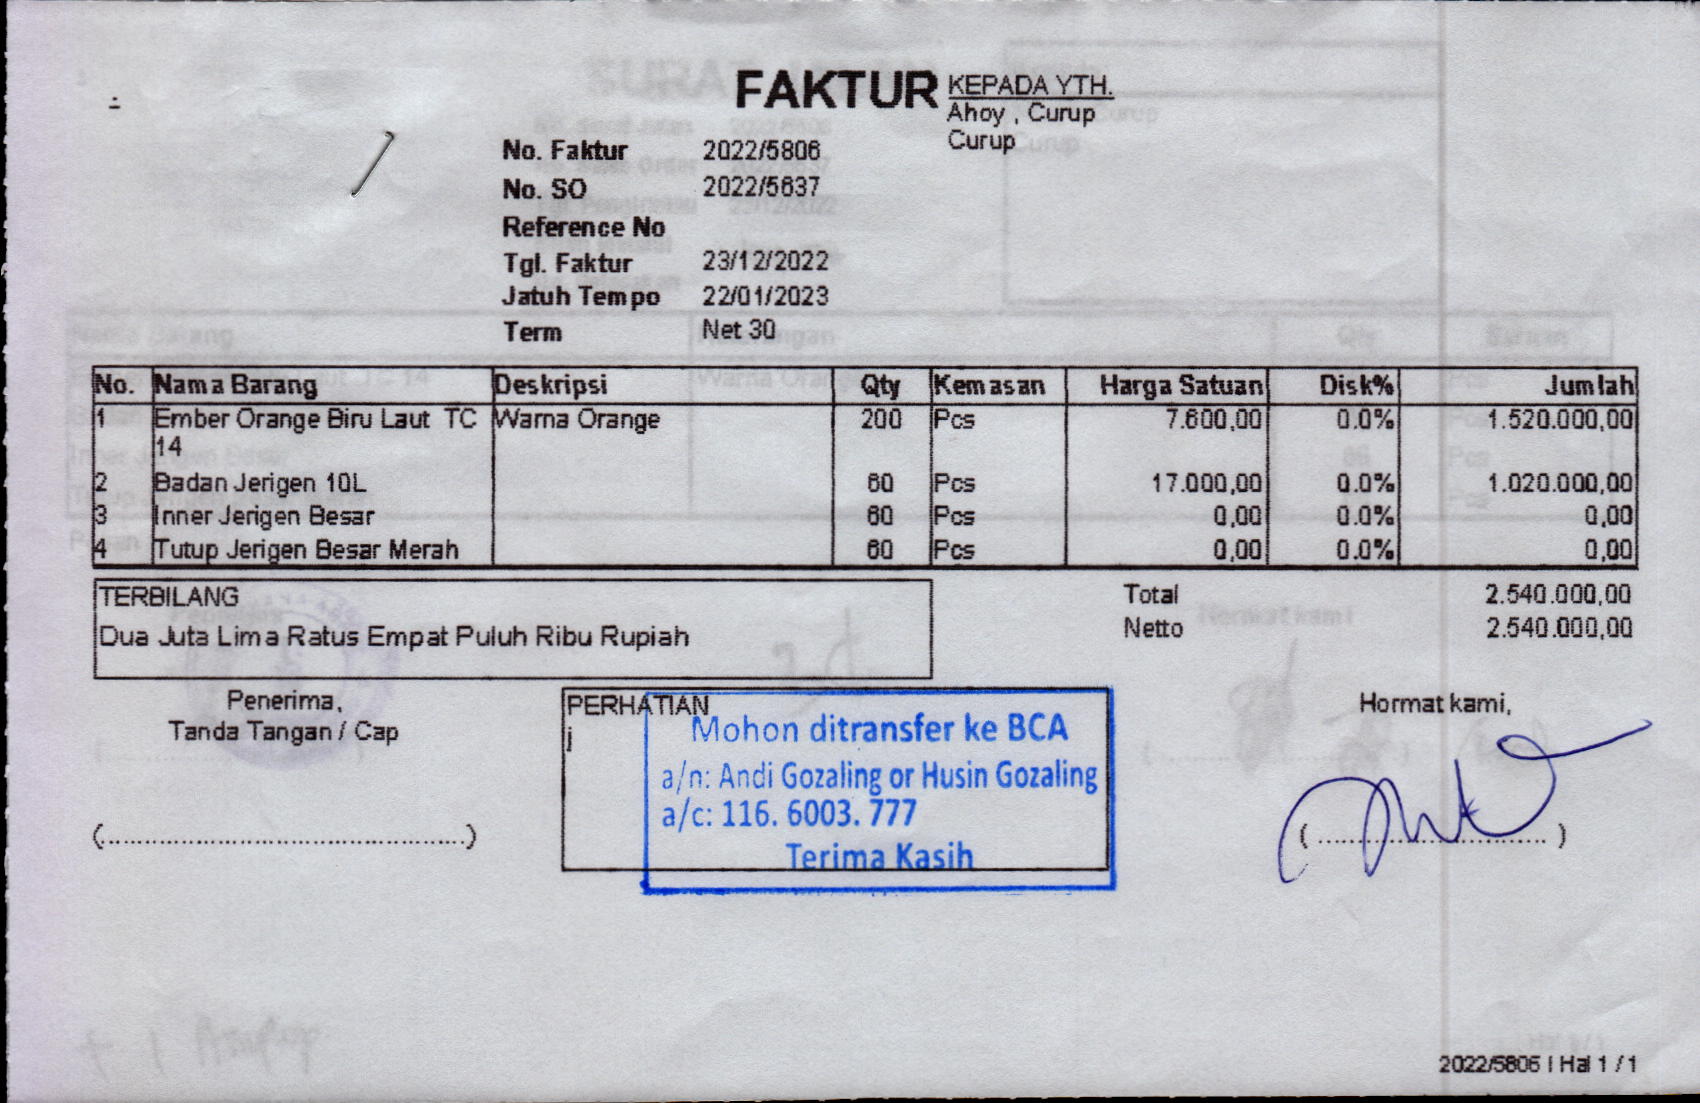 FAKTUR
KEPADA YTH.
Ahoy , Curup
Curup
No. Faktur 2022/5806
No. SO 2022/5637
Reference No
Tgl. Faktur 23/12/2022
Jatuh Tempo 22/01/2023
Term Net 30
No. Nama Barang Deskripsi Qty Kemasan Harga Satuan Disk% Jumlah
1 Ember Orange Biru Laut TC Warna Orange 200 Pcs 7.600,00 0.0% 1.520.000,00
14
2 Badan Jerigen 10L 60 Pcs 17.000,00 0.0% 1.020.000,00
3 Inner Jerigen Besar 60 Pcs 0,00 0.0% 0,00
4 Tutup Jerigen Besar Merah 60 Pcs 0,00 0.0% 0,00
TERBILANG
Dua Juta Lima Ratus Empat Puluh Ribu Rupiah
Total 2.540.000,00
Netto 2.540.000,00
Penerima,
Tanda Tangan / Cap
(................................................)
PERHATIAN
j
Mohon ditransfer ke BCA
a/n: Andi Gozaling or Husin Gozaling
a/c: 116. 6003. 777
Terima Kasih
Hormat kami,
(..............................)
2022/5806 | Hal 1 / 1